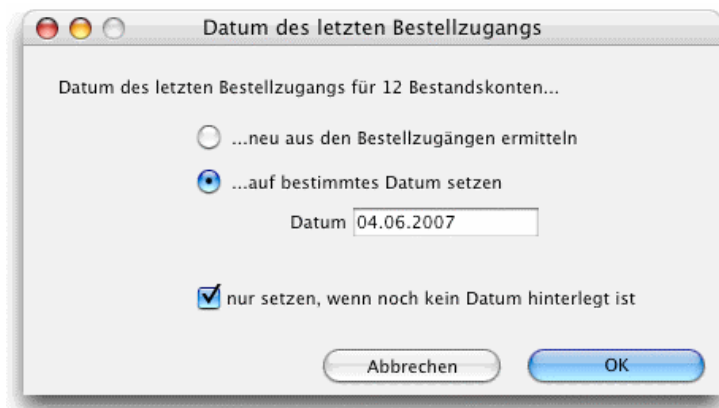 Datum des letzten Bestellzugangs
Datum des letzten Bestellzugangs für 12 Bestandskonten...
...neu aus den Bestellzugängen ermitteln
...auf bestimmtes Datum setzen
Datum 04.06.2007
nur setzen, wenn noch kein Datum hinterlegt ist
Abbrechen OK